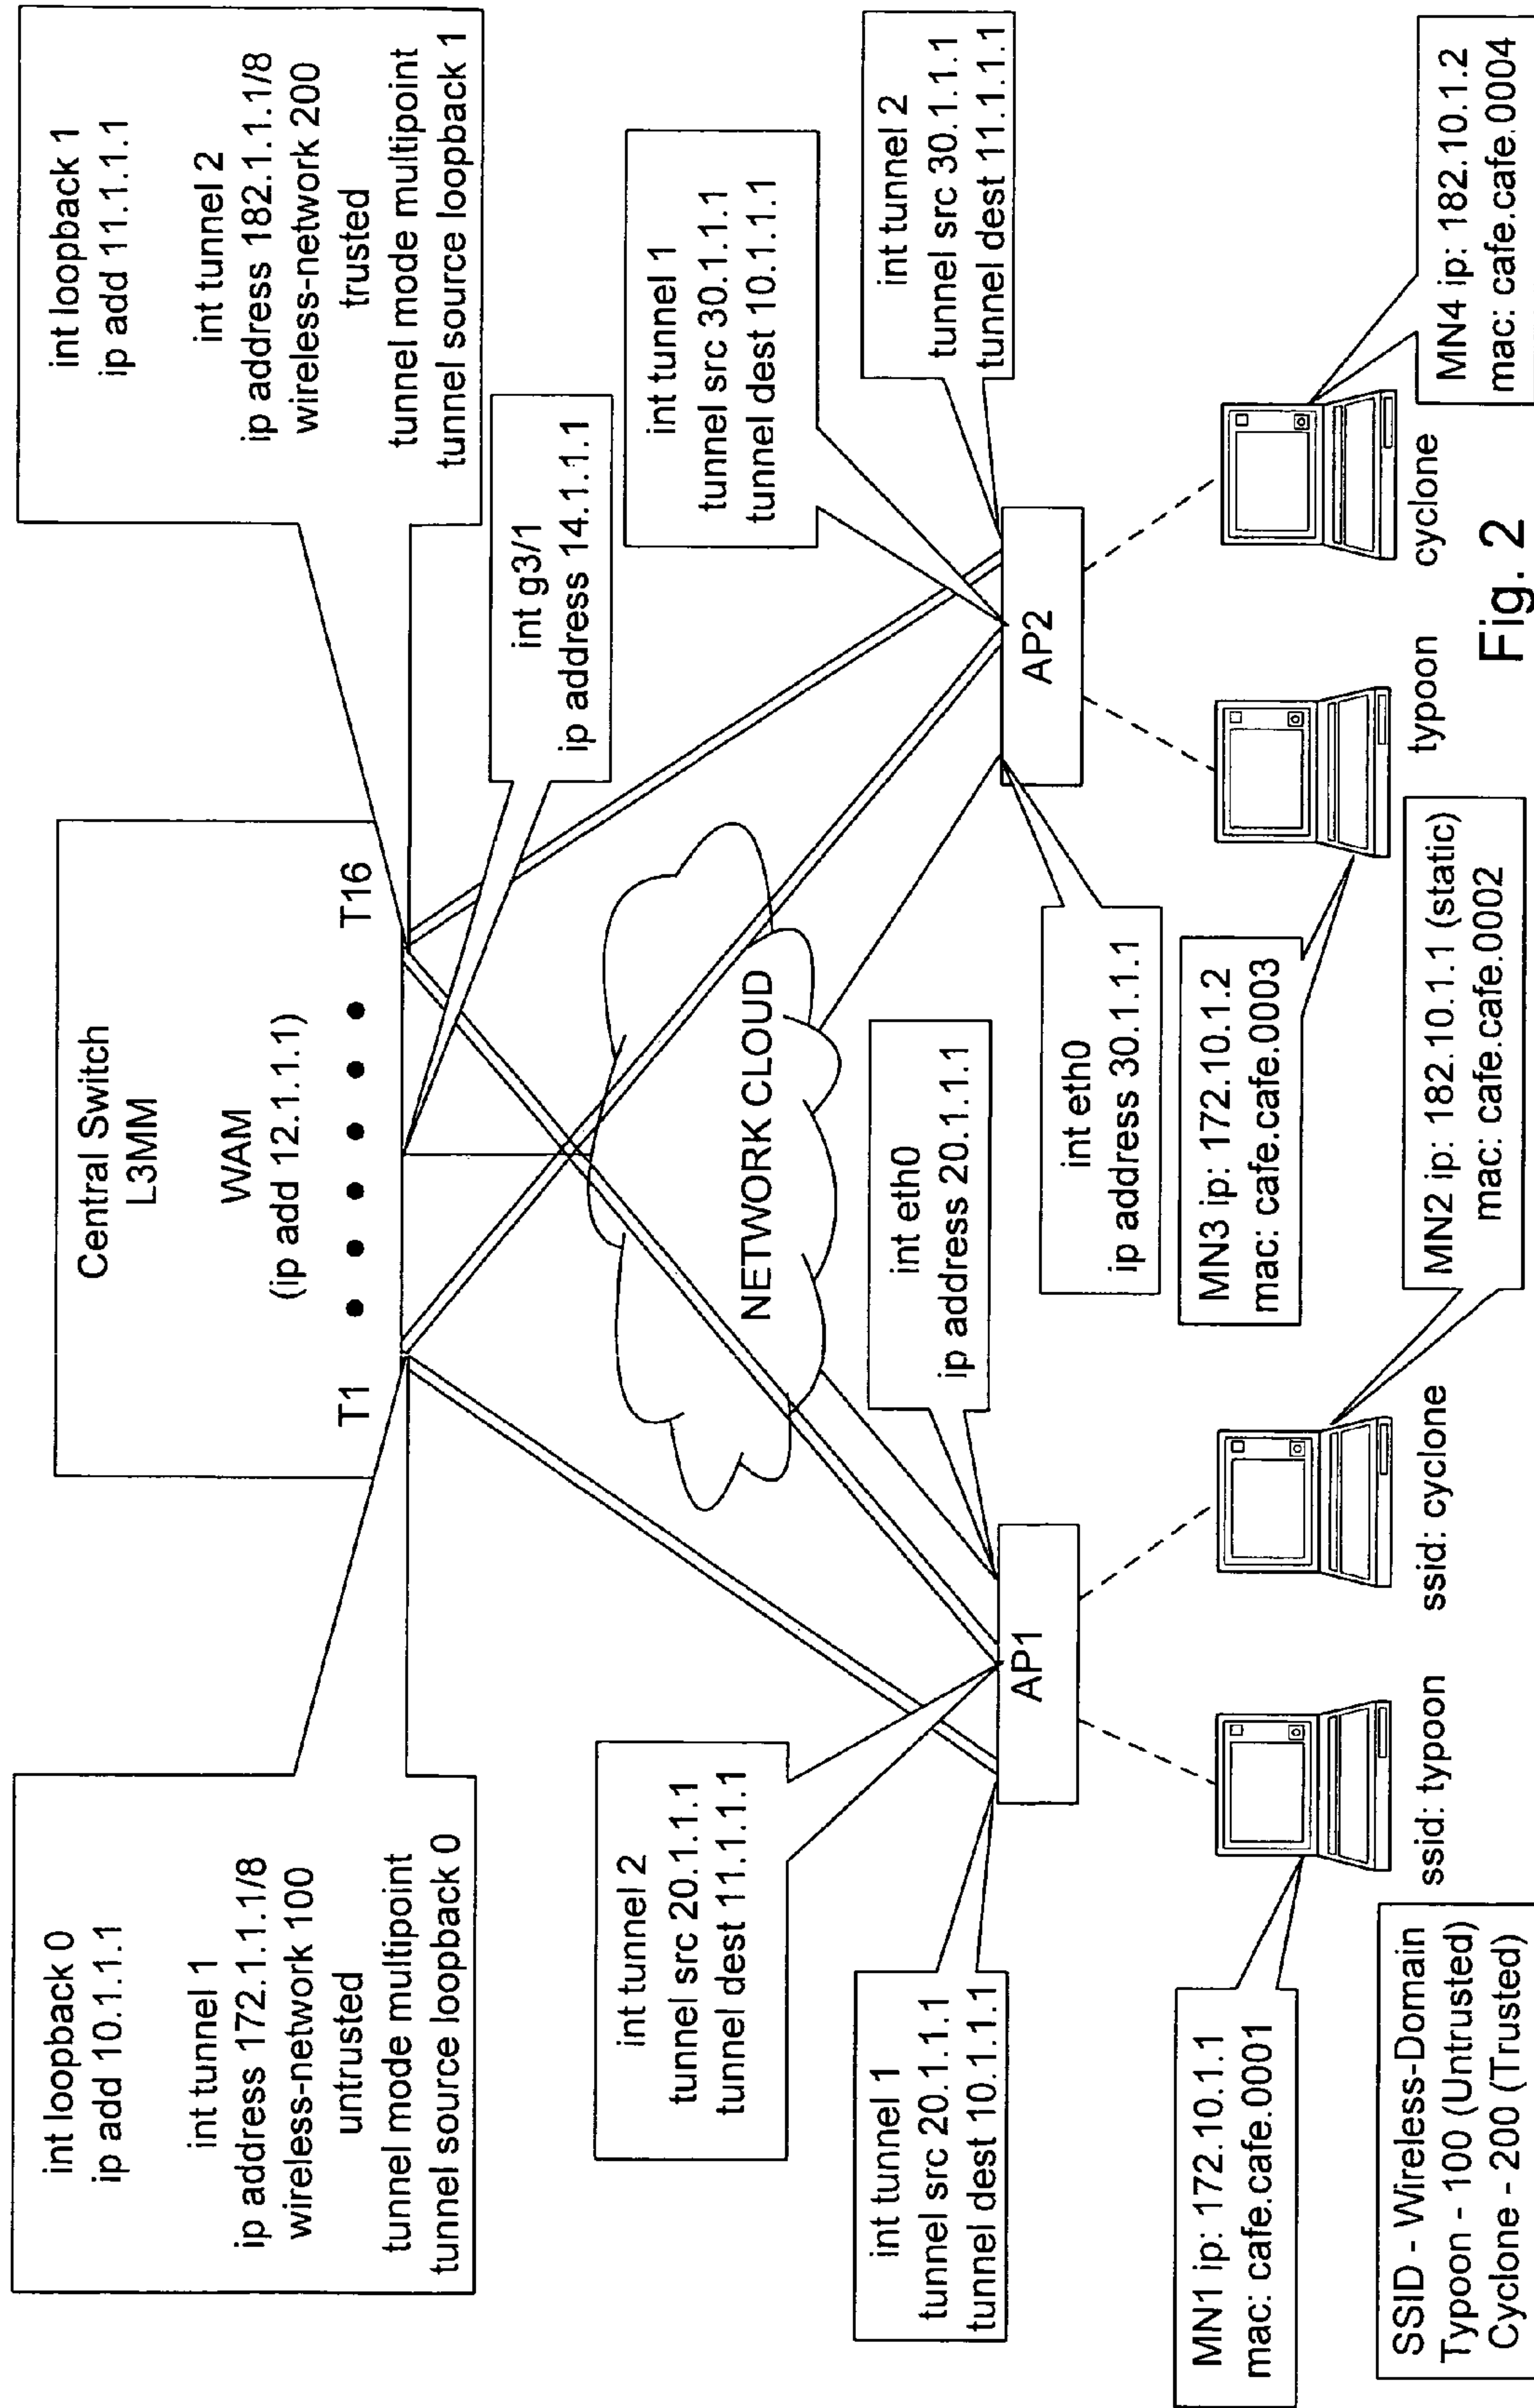 int loopback 0
ip add 10.1.1.1
int tunnel 1
ip address 172.1.1.1/8
wireless-network 100
untrusted
tunnel mode multipoint
tunnel source loopback 0
Central Switch
L3MM
WAM
(ip add 12.1.1.1)
T1
T16
int loopback 1
ip add 11.1.1.1
int tunnel 2
ip address 182.1.1.1/8
wireless-network 200
trusted
tunnel mode multipoint
tunnel source loopback 1
int g3/1
ip address 14.1.1.1
int tunnel 2
tunnel src 20.1.1.1
tunnel dest 11.1.1.1
int tunnel 1
tunnel src 30.1.1.1
tunnel dest 10.1.1.1
NETWORK CLOUD
int tunnel 1
tunnel src 20.1.1.1
tunnel dest 10.1.1.1
int eth0
ip address 20.1.1.1
int tunnel 2
tunnel src 30.1.1.1
tunnel dest 11.1.1.1
AP1
AP2
int eth0
ip address 30.1.1.1
MN1 ip: 172.10.1.1
mac: cafe.cafe.0001
MN3 ip: 172.10.1.2
mac: cafe.cafe.0003
ssid: typoon
ssid: cyclone
typoon
cyclone
MN2 ip: 182.10.1.1 (static)
mac: cafe.cafe.0002
MN4 ip: 182.10.1.2
mac: cafe.cafe.0004
SSID - Wireless-Domain
Typoon - 100 (Untrusted)
Cyclone - 200 (Trusted)
Fig. 2